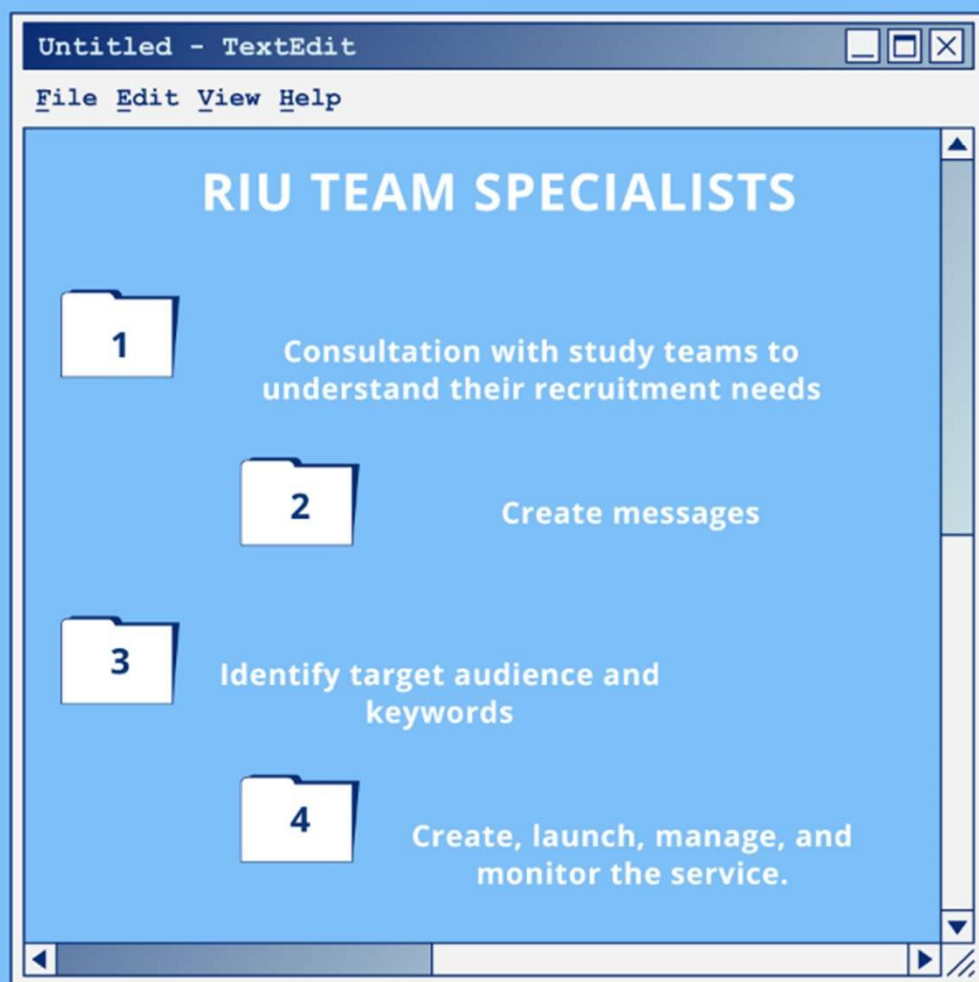 Untitled - TextEdit
File Edit View Help
RIU TEAM SPECIALISTS
1
Consultation with study teams to
understand their recruitment needs
2
Create messages
3
Identify target audience and
keywords
4
Create, launch, manage, and
monitor the service.